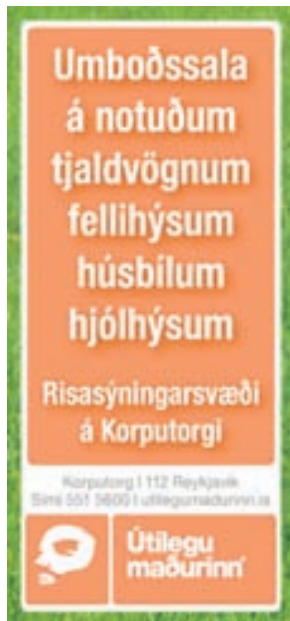 Umboðssala
á notuðum
tjaldvögnum
fellihýsum
húsbílum
hjólhýsum
Risasýningarsvæði
á Korputorgi
Korputorg | 112 Reykjavík
Sími 551 5600 | utilegumadurinn.is
Útilegu
maðurinn